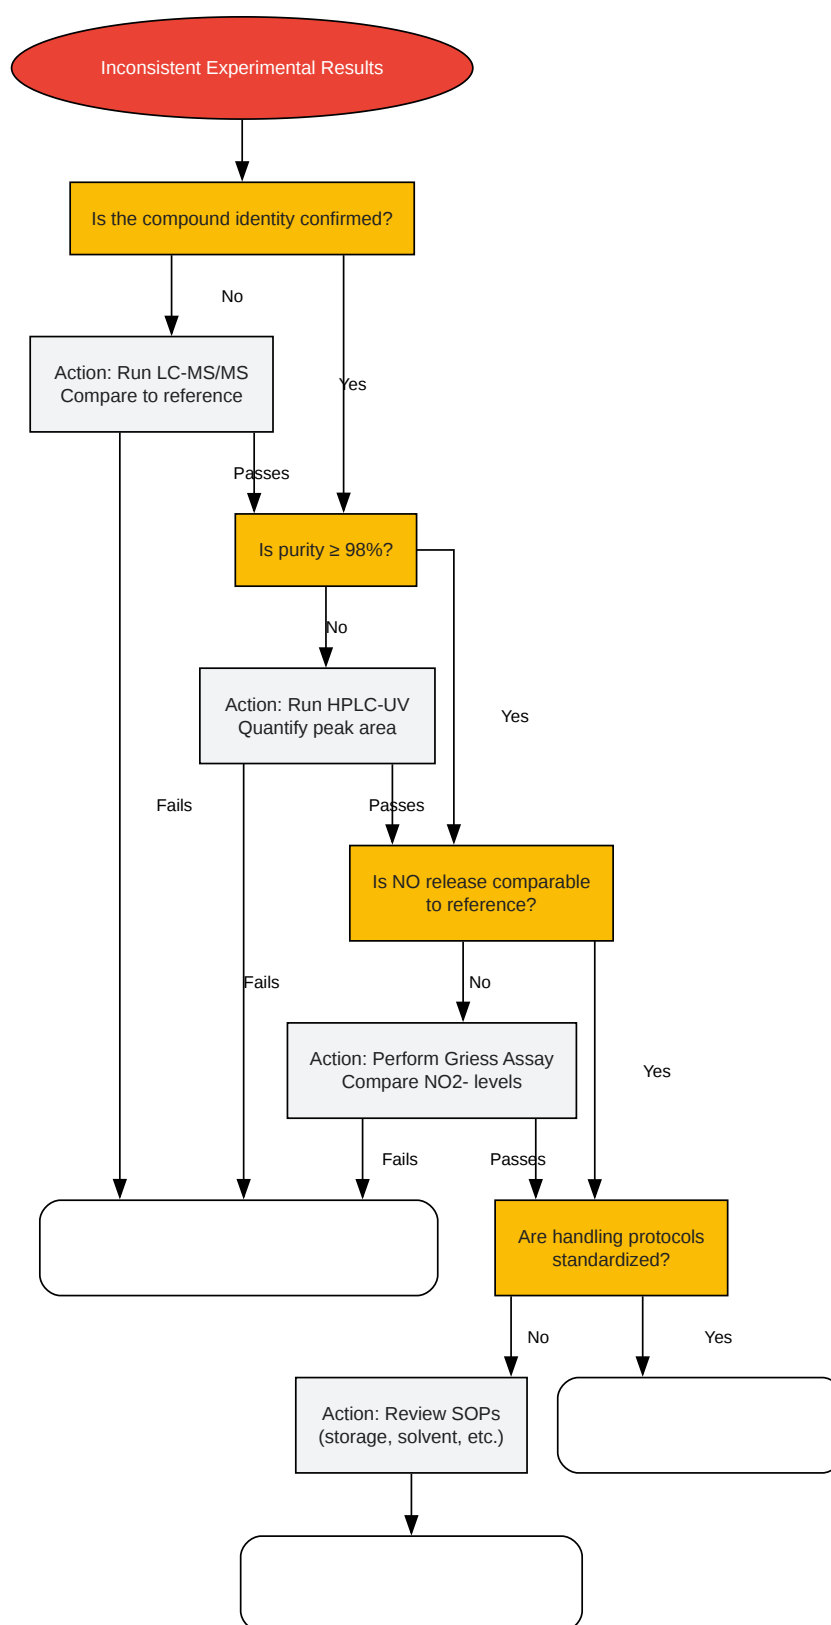 Inconsistent Experimental Results
Is the compound identity confirmed?
No
Action: Run LC-MS/MS
Compare to reference
Yes
Passes
Is purity ≥ 98%?
No
Action: Run HPLC-UV
Quantify peak area
Yes
Fails
Passes
Is NO release comparable
to reference?
Fails
No
Action: Perform Griess Assay
Compare NO2- levels
Yes
Fails
Passes
Are handling protocols
standardized?
No
Yes
Action: Review SOPs
(storage, solvent, etc.)